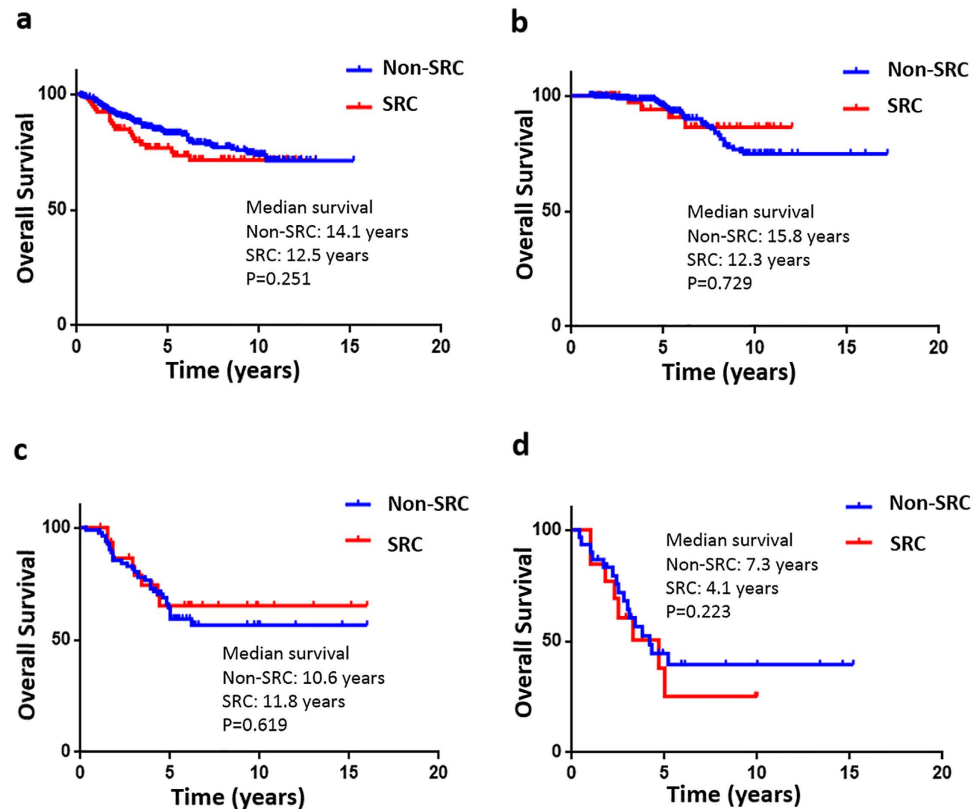 a
Non-SRC
SRC
100
50
0
Overall Survival
Median survival
Non-SRC: 14.1 years
SRC: 12.5 years
P=0.251
0 5 10 15 20
Time (years)
b
Non-SRC
SRC
100
50
0
Overall Survival
Median survival
Non-SRC: 15.8 years
SRC: 12.3 years
P=0.729
0 5 10 15 20
Time (years)
c
Non-SRC
SRC
100
50
0
Overall Survival
Median survival
Non-SRC: 10.6 years
SRC: 11.8 years
P=0.619
0 5 10 15 20
Time (years)
d
Non-SRC
SRC
100
50
0
Overall Survival
Median survival
Non-SRC: 7.3 years
SRC: 4.1 years
P=0.223
0 5 10 15 20
Time (years)